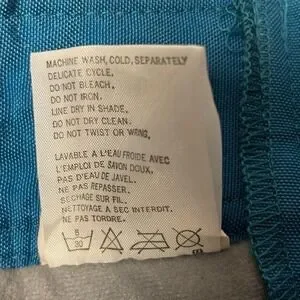 MACHINE WASH, COLD, SEPARATELY
DELICATE CYCLE.
DO NOT BLEACH.
DO NOT IRON.
LINE DRY IN SHADE.
DO NOT DRY CLEAN.
DO NOT TWIST OR WRING.
LAVABLE A L'EAU FROIDE AVEC
L'EMPLOI DE SAVON DOUX.
PAS D'EAU DE JAVEL.
NE PAS REPASSER.
SECHAGE SUR FIL.
NETTOYAGE A SEC INTERDIT.
NE PAS TORDRE.
30